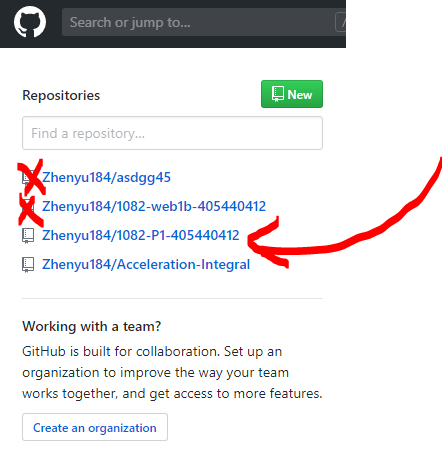 Search or jump to...
/
Repositories
New
Find a repository...
Zhenyu184/asdgg45
Zhenyu184/1082-web1b-405440412
Zhenyu184/1082-P1-405440412
Zhenyu184/Acceleration-Integral
Working with a team?
GitHub is built for collaboration. Set up an
organization to improve the way your team
works together, and get access to more features.
Create an organization